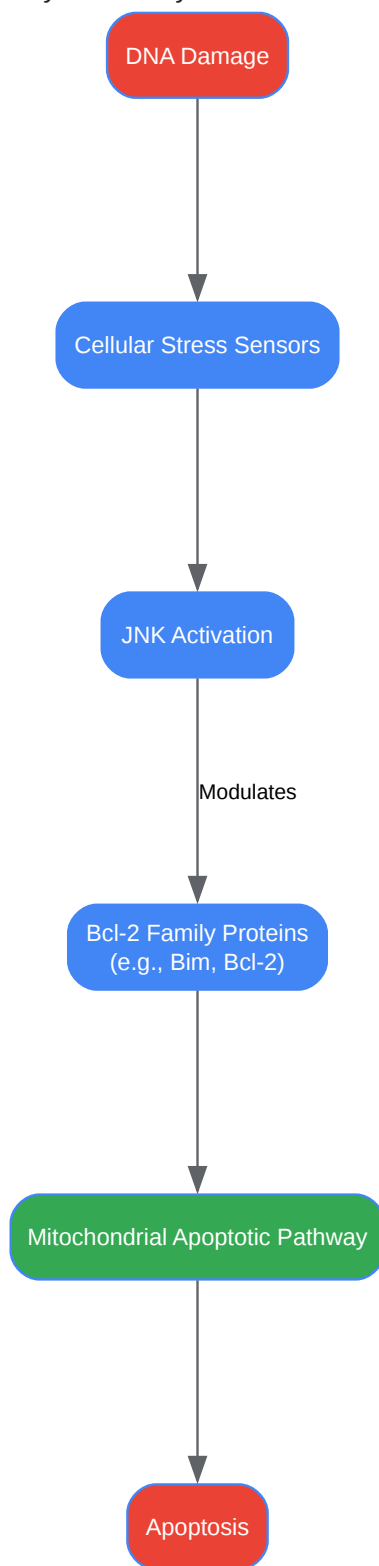 DNA Damage
Cellular Stress Sensors
JNK Activation
Modulates
Bcl-2 Family Proteins
(e.g., Bim, Bcl-2)
Mitochondrial Apoptotic Pathway
Apoptosis